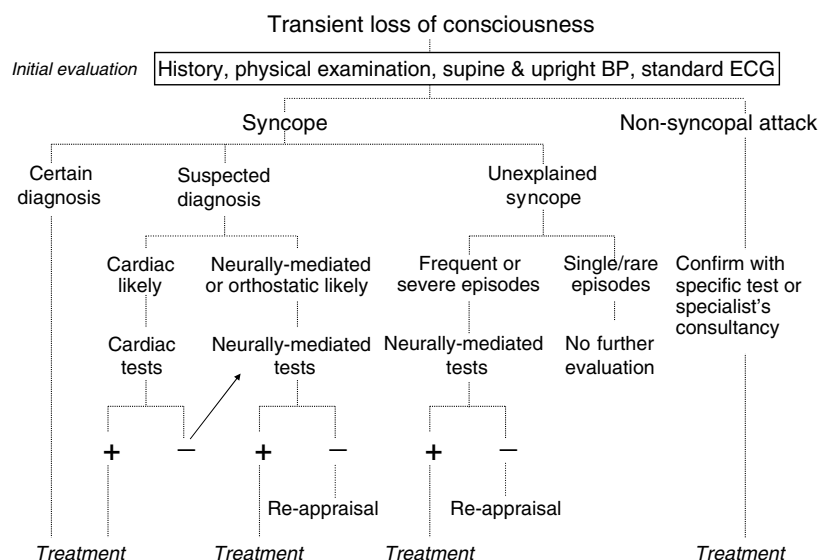 Transient loss of consciousness
Initial evaluation
History, physical examination, supine & upright BP, standard ECG
Syncope
Non-syncopal attack
Certain
diagnosis
Suspected
diagnosis
Unexplained
syncope
Cardiac
likely
Neurally-mediated
or orthostatic likely
Frequent or
severe episodes
Single/rare
episodes
Confirm with
specific test or
specialist's
consultancy
Cardiac
tests
Neurally-mediated
tests
Neurally-mediated
tests
No further
evaluation
+
−
+
−
+
−
Re-appraisal
Re-appraisal
Treatment
Treatment
Treatment
Treatment